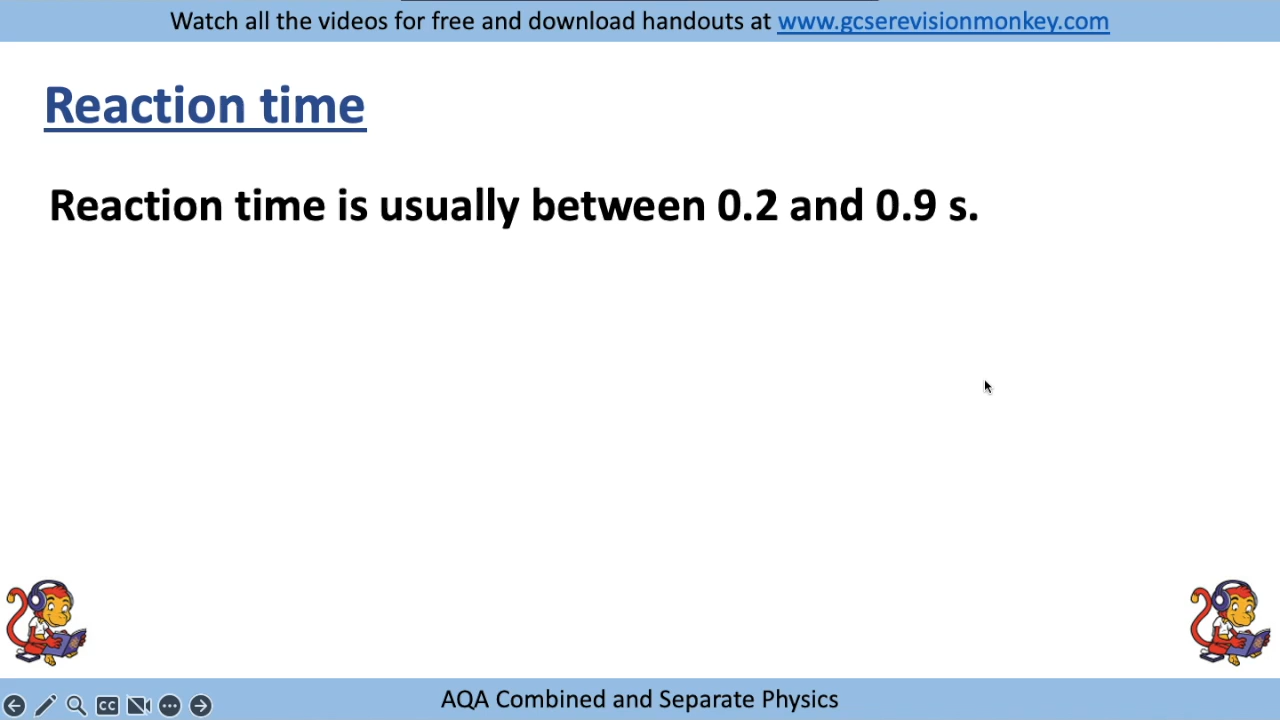 Watch all the videos for free and download handouts at www.gcserevisionmonkey.com
Reaction time
Reaction time is usually between 0.2 and 0.9 s.
CC
AQA Combined and Separate Physics